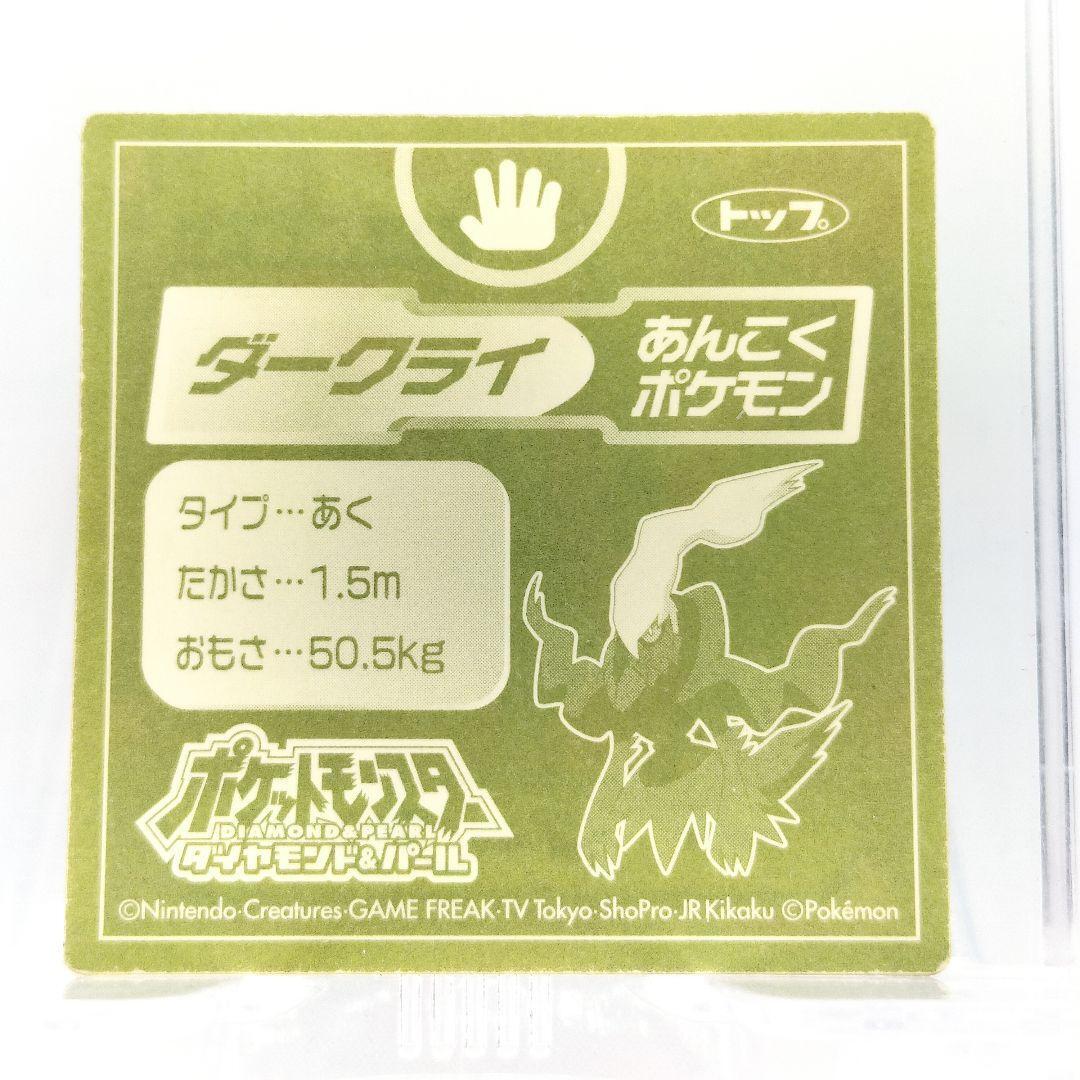 トップ。
ダークライ
あんこく
ポケモン
タイプ…あく
たかさ…1.5m
おもさ…50.5kg
ポケットモンスター
DIAMOND&PEARL
ダイヤモンド&パール
©Nintendo·Creatures·GAME FREAK·TV Tokyo·ShoPro·JR Kikaku ©Pokémon